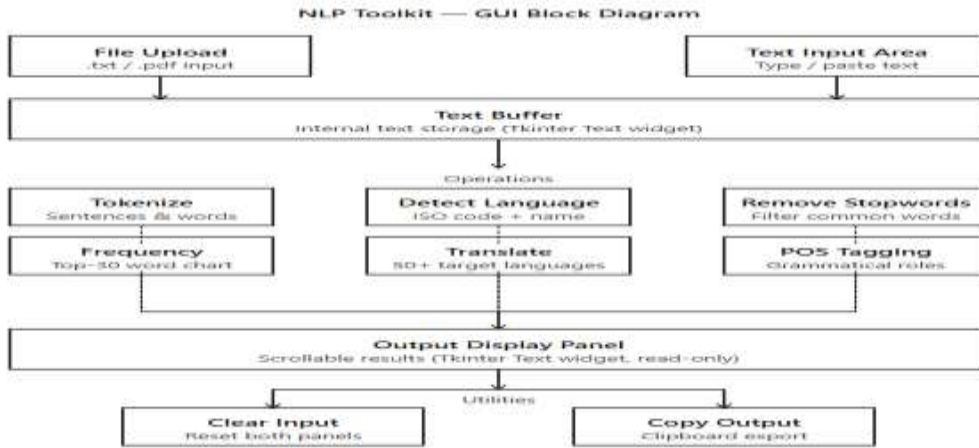 NLP Toolkit — GUI Block Diagram
File Upload
.txt / .pdf input
Text Input Area
Type / paste text
Text Buffer
Internal text storage (Tkinter Text widget)
Operations
Tokenize
Sentences & words
Detect Language
ISO code + name
Remove Stopwords
Filter common words
Frequency
Top-30 word chart
Translate
50+ target languages
POS Tagging
Grammatical roles
Output Display Panel
Scrollable results (Tkinter Text widget, read-only)
Utilities
Clear Input
Reset both panels
Copy Output
Clipboard export